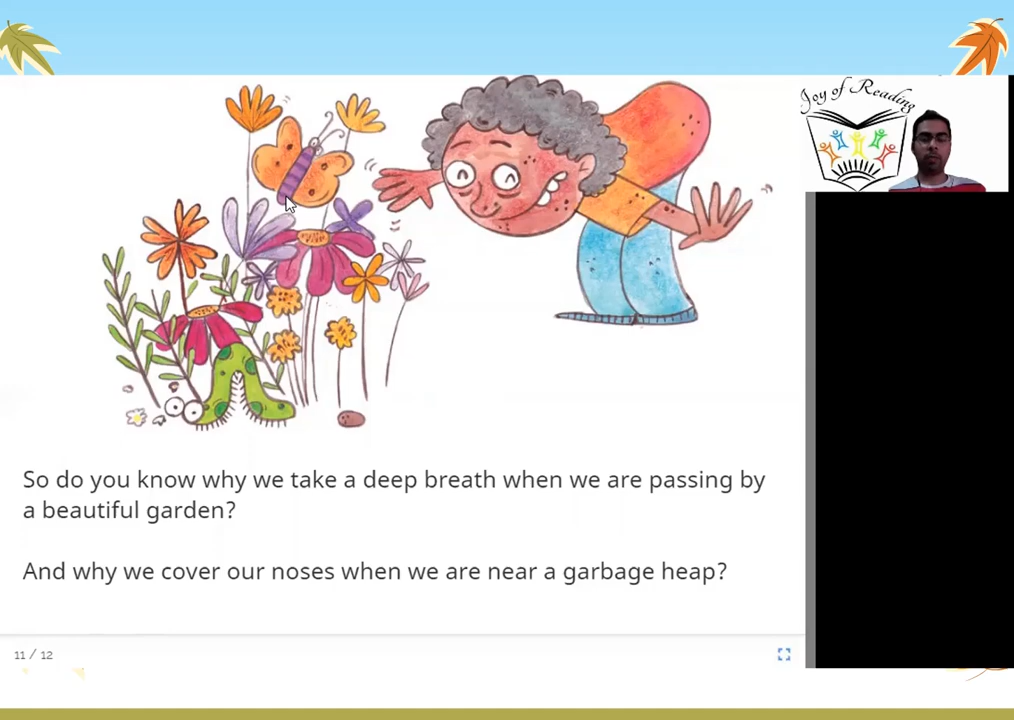 Joy of Reading
So do you know why we take a deep breath when we are passing by
a beautiful garden?
And why we cover our noses when we are near a garbage heap?
11 / 12